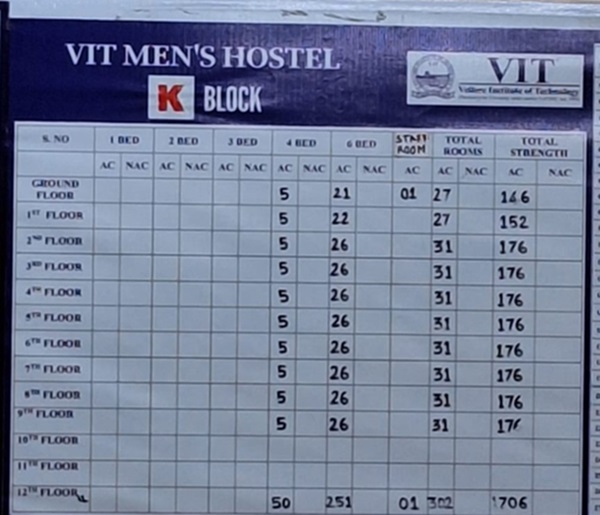 VIT MEN'S HOSTEL
K BLOCK
VIT
Vellore Institute of Technology
S. NO 1 BED 2 BED 3 BED 4 BED 6 BED STAFF ROOM TOTAL ROOMS TOTAL STRENGTH
AC NAC AC NAC AC NAC AC NAC AC NAC AC AC NAC AC NAC
GROUND FLOOR 5 21 01 27 146
1ST FLOOR 5 22 27 152
2ND FLOOR 5 26 31 176
3RD FLOOR 5 26 31 176
4TH FLOOR 5 26 31 176
5TH FLOOR 5 26 31 176
6TH FLOOR 5 26 31 176
7TH FLOOR 5 26 31 176
8TH FLOOR 5 26 31 176
9TH FLOOR 5 26 31 176
10TH FLOOR
11TH FLOOR
12TH FLOOR 50 251 01 302 1706